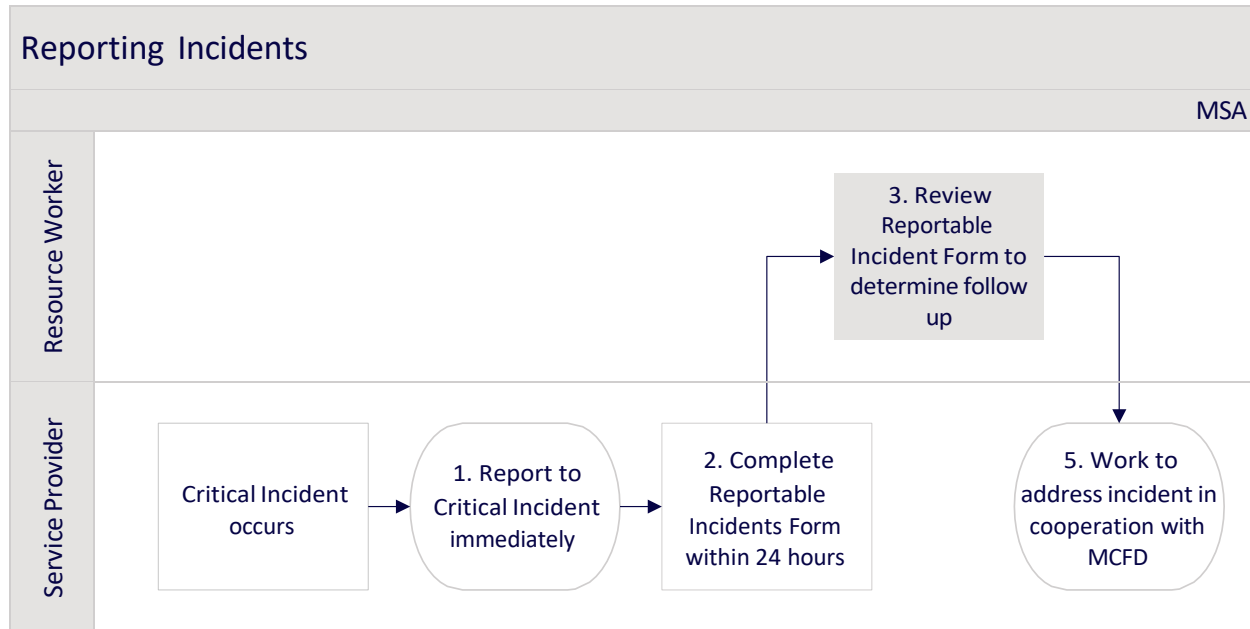 Reporting Incidents
MSA
Resource Worker
3. Review
Reportable
Incident Form to
determine follow
up
Service Provider
Critical Incident
occurs
1. Report to
Critical Incident
immediately
2. Complete
Reportable
Incidents Form
within 24 hours
5. Work to
address incident in
cooperation with
MCFD